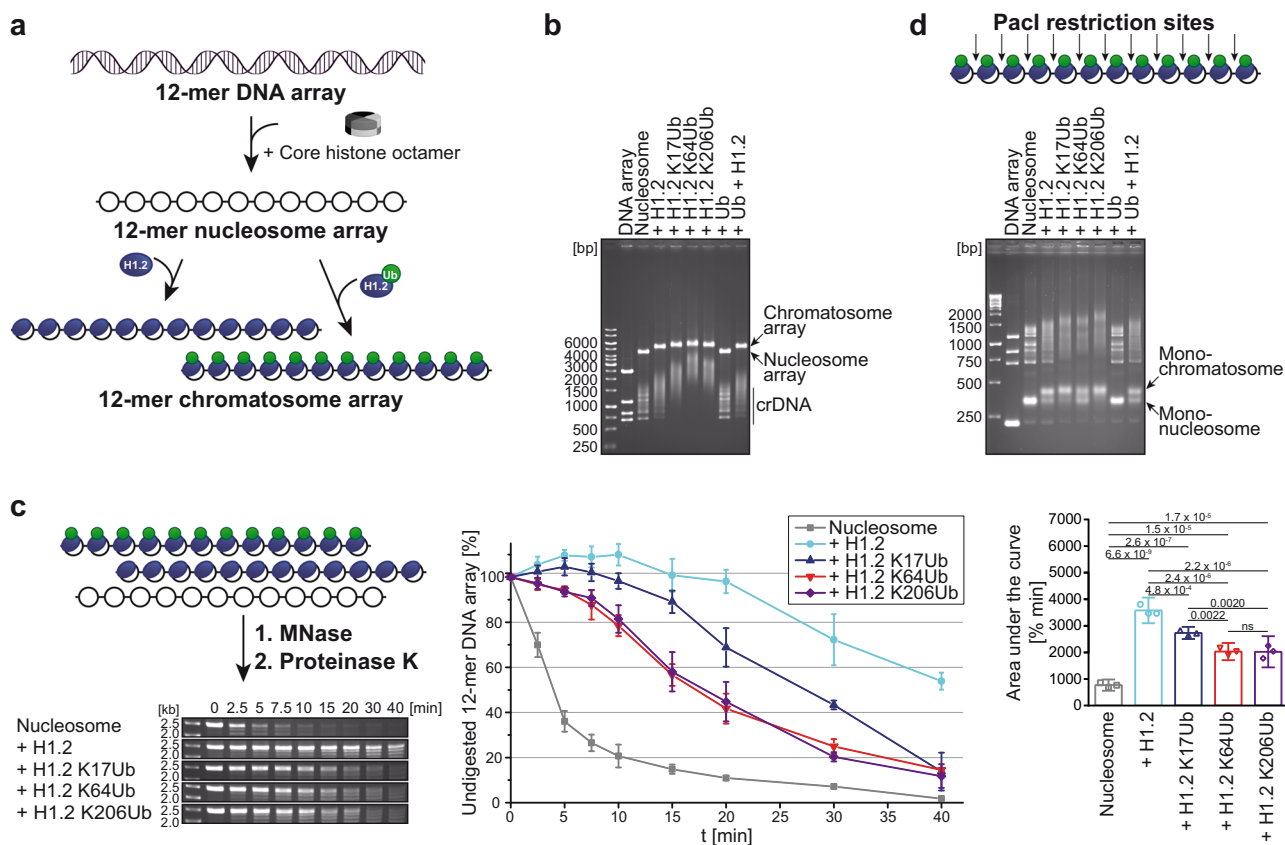 a
12-mer DNA array
+ Core histone octamer
12-mer nucleosome array
H1.2
H1.2
Ub
12-mer chromatosome array
b
DNA array
Nucleosome
+ H1.2
+ H1.2 K17Ub
+ H1.2 K64Ub
+ H1.2 K206Ub
+ Ub
+ Ub + H1.2
[bp]
6000
4000
3000
2000
1500
1000
500
250
Chromatosome
array
Nucleosome
array
crDNA
d
PacI restriction sites
DNA array
Nucleosome
+ H1.2
+ H1.2 K17Ub
+ H1.2 K64Ub
+ H1.2 K206Ub
+ Ub
+ Ub + H1.2
[bp]
2000
1500
1000
750
500
250
Mono-
chromatosome
Mono-
nucleosome
c
1. MNase
2. Proteinase K
[kb] 0 2.5 5 7.5 10 15 20 30 40 [min]
Nucleosome 2.5 2.0
+ H1.2 2.5 2.0
+ H1.2 K17Ub 2.5 2.0
+ H1.2 K64Ub 2.5 2.0
+ H1.2 K206Ub 2.5 2.0
Undigested 12-mer DNA array [%]
100
80
60
40
20
0
0 5 10 15 20 25 30 35 40
t [min]
Nucleosome
+ H1.2
+ H1.2 K17Ub
+ H1.2 K64Ub
+ H1.2 K206Ub
Area under the curve
[% min]
7000
6000
5000
4000
3000
2000
1000
0
1.7 x 10-5
1.5 x 10-5
2.6 x 10-7
6.6 x 10-9
2.2 x 10-6
2.4 x 10-6
4.8 x 10-4
0.0020
0.0022
ns
Nucleosome
+ H1.2
+ H1.2 K17Ub
+ H1.2 K64Ub
+ H1.2 K206Ub